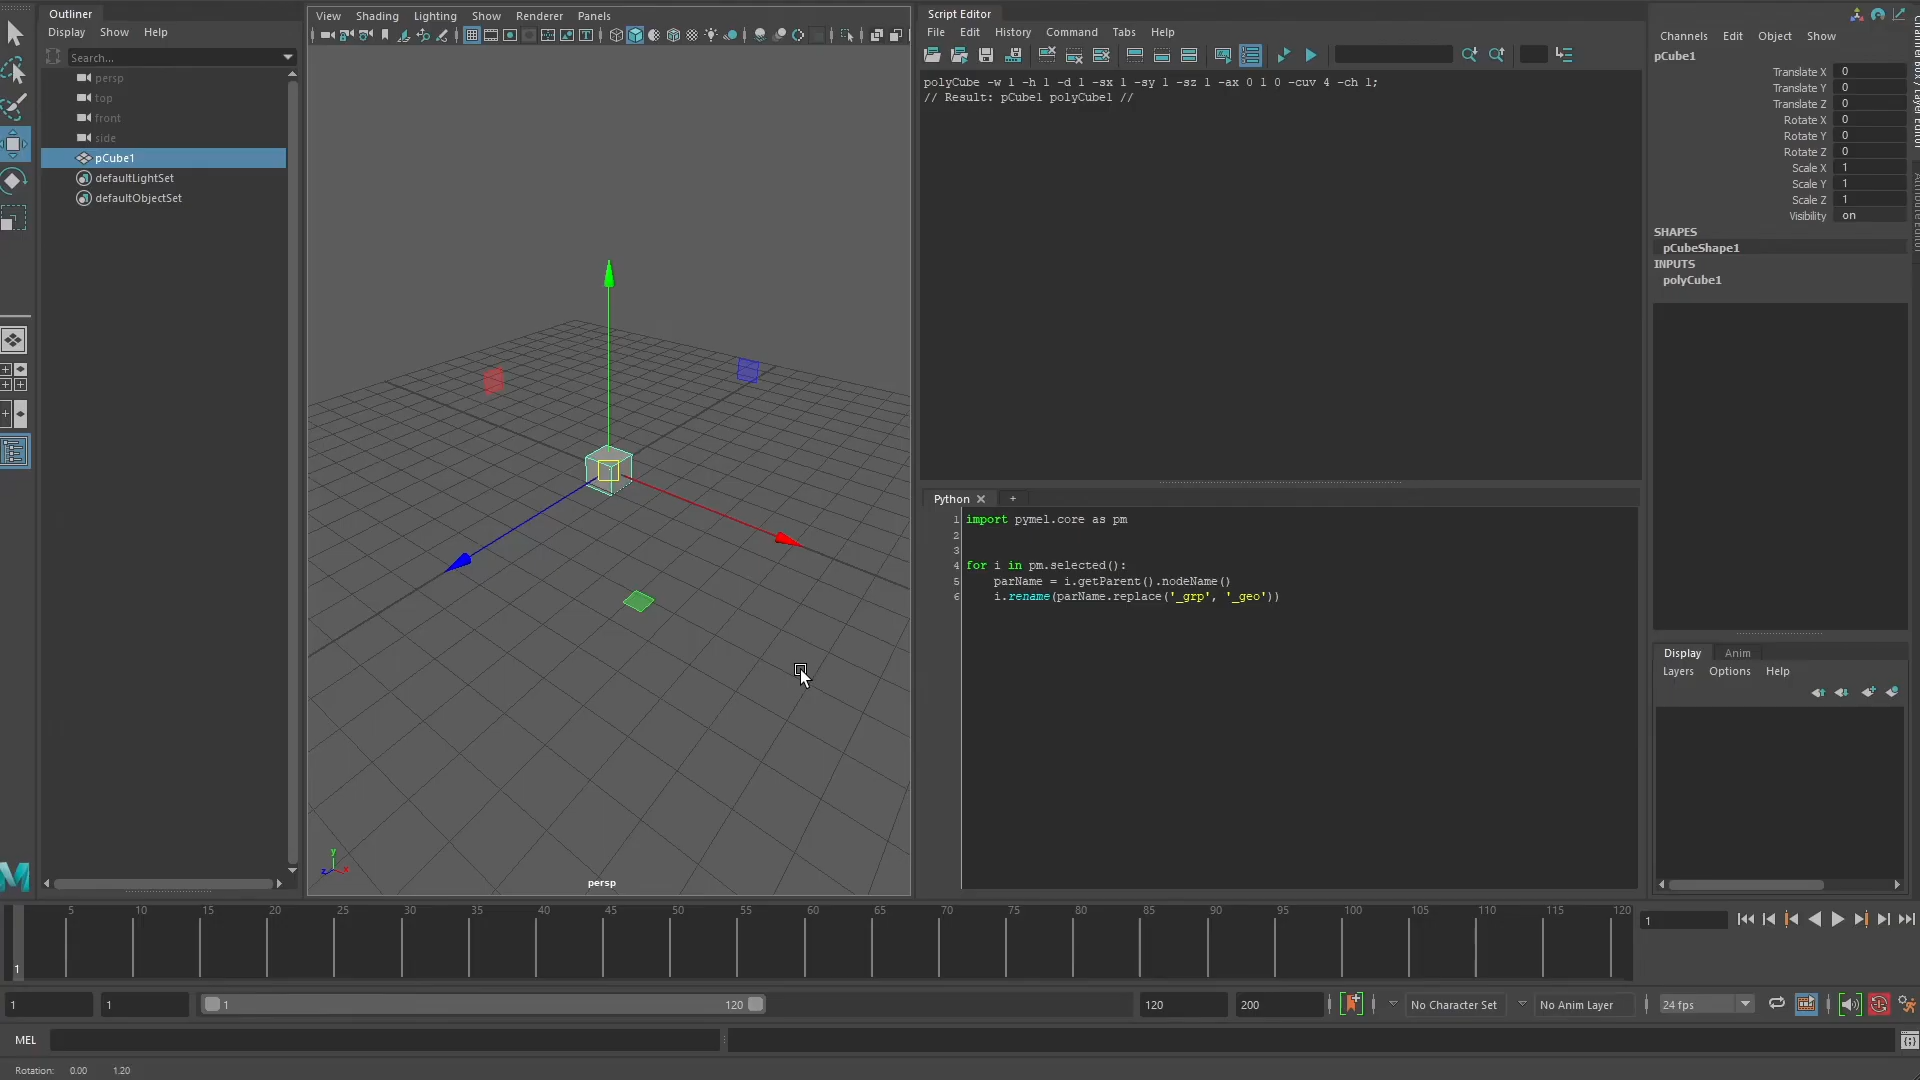 Outliner
Display Show Help
Search...
persp
top
front
side
pCube1
defaultLightSet
defaultObjectSet
View Shading Lighting Show Renderer Panels
persp
Script Editor
File Edit History Command Tabs Help
polyCube -w 1 -h 1 -d 1 -sx 1 -sy 1 -sz 1 -ax 0 1 0 -cuv 4 -ch 1;
// Result: pCube1 polyCube1 //
Python
1 import pymel.core as pm
2
3
4 for i in pm.selected():
5 parName = i.getParent().nodeName()
6 i.rename(parName.replace('_grp', '_geo'))
Channels Edit Object Show
pCube1
Translate X 0
Translate Y 0
Translate Z 0
Rotate X 0
Rotate Y 0
Rotate Z 0
Scale X 1
Scale Y 1
Scale Z 1
Visibility on
SHAPES
pCubeShape1
INPUTS
polyCube1
Display Anim
Layers Options Help
y
z x
5 10 15 20 25 30 35 40 45 50 55 60 65 70 75 80 85 90 95 100 105 110 115 120
1
1
1 1 1 120 120 200 No Character Set No Anim Layer 24 fps
MEL
Rotation: 0.00 1.20